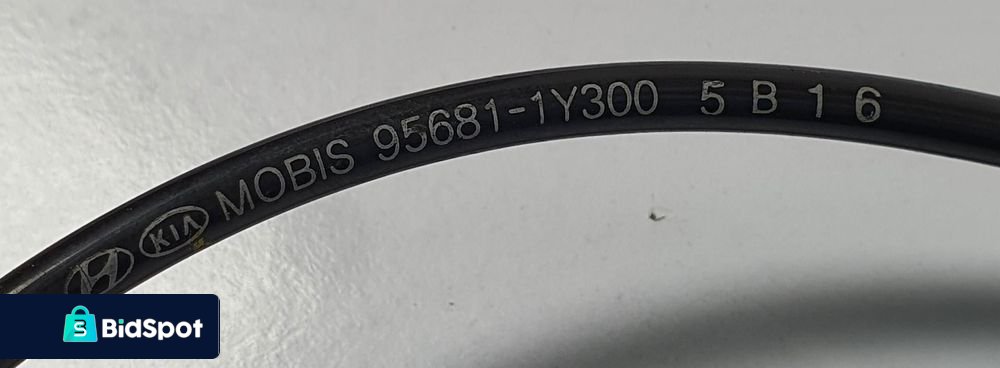 KIA MOBIS 95681-1Y300 5 B 1 6
BidSpot